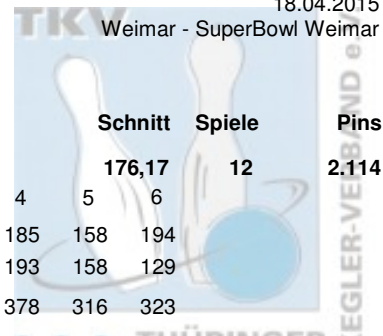 18.04.2015
TKV
Weimar - SuperBowl Weimar
Schnitt Spiele Pins
176,17 12 2.114
4 5 6
185 158 194
193 158 129
378 316 323
THÜRINGER
EGLER-VERBAND e.V